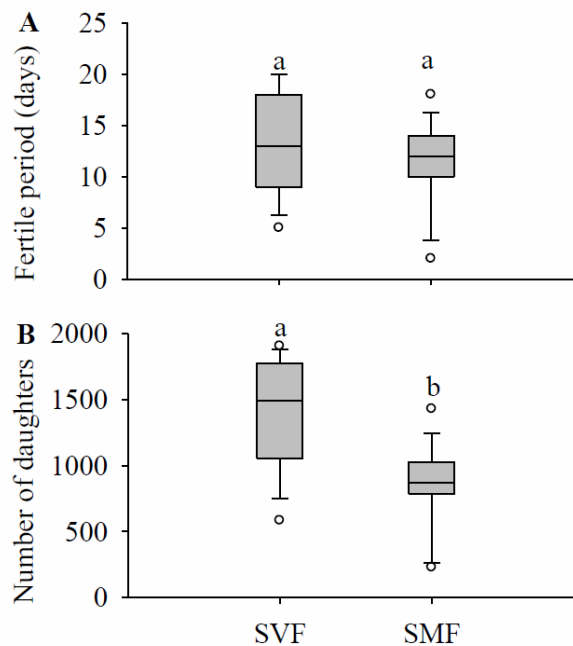 A
Fertile period (days)
25
20
15
10
5
0
a
a
B
Number of daughters
2000
1500
1000
500
0
a
b
SVF
SMF